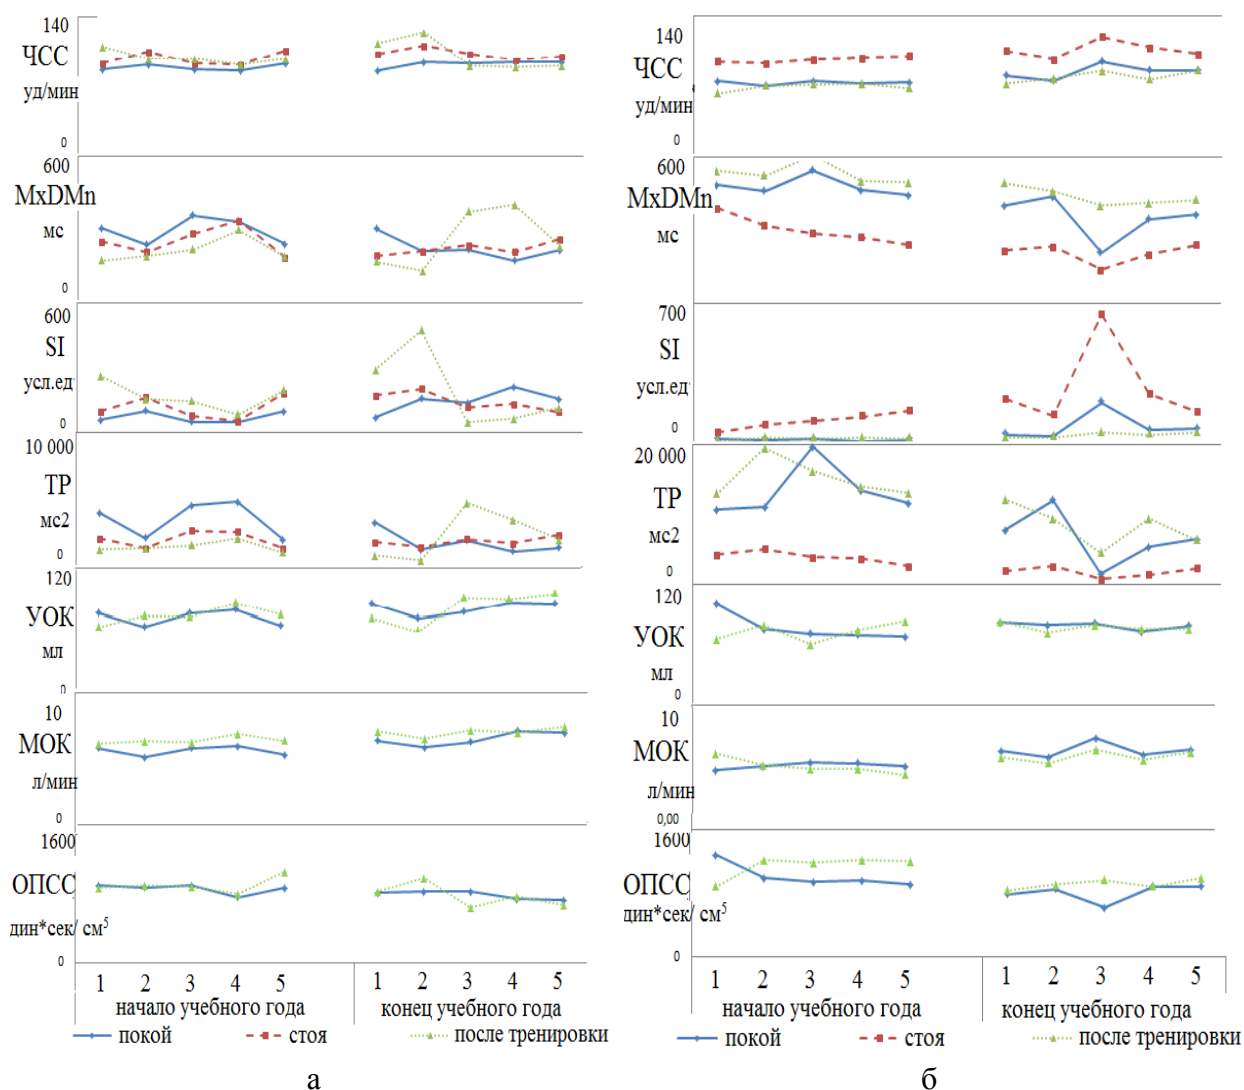 140
ЧСС
уд/мин
0
600
MxDMn
мс
0
600
SI
усл.ед
0
10 000
TP
мс2
0
120
УОК
мл
0
10
МОК
л/мин
0
1600
ОПСС
дин*сек/ см5
0
1 2 3 4 5 1 2 3 4 5
начало учебного года конец учебного года
покой стоя после тренировки
а
140
ЧСС
уд/мин
0
600
MxDMn
мс
0
700
SI
усл.ед
0
20 000
TP
мс2
0
120
УОК
мл
0
10
МОК
л/мин
0,00
1600
ОПСС
дин*сек/ см5
0
1 2 3 4 5 1 2 3 4 5
начало учебного года конец учебного года
покой стоя после тренировки
б